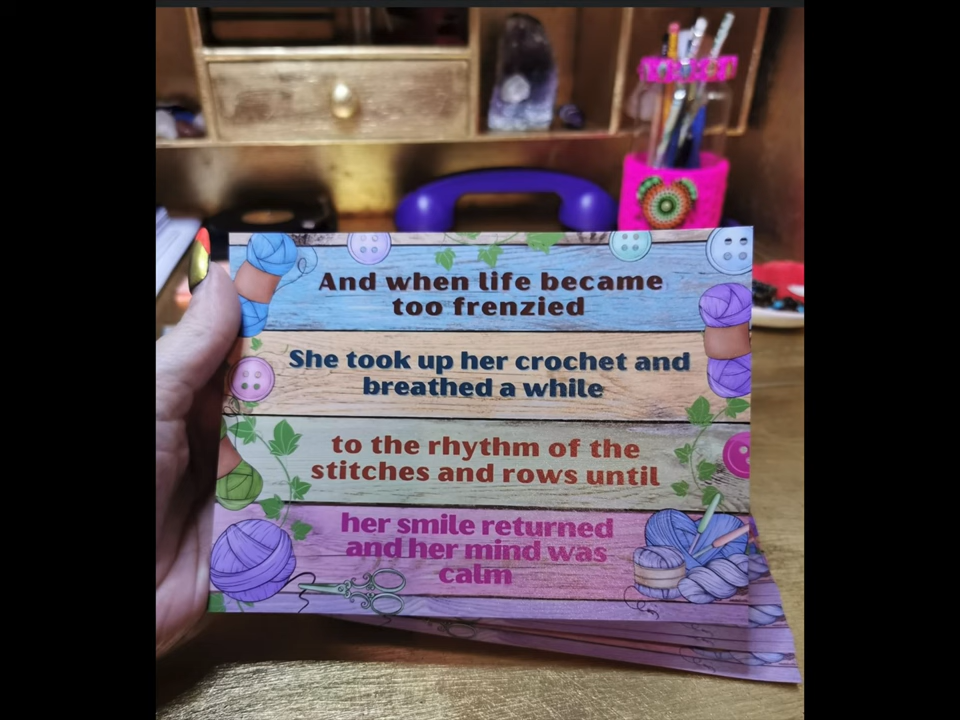 And when life became
too frenzied
She took up her crochet and
breathed a while
to the rhythm of the
stitches and rows until
her smile returned
and her mind was
calm